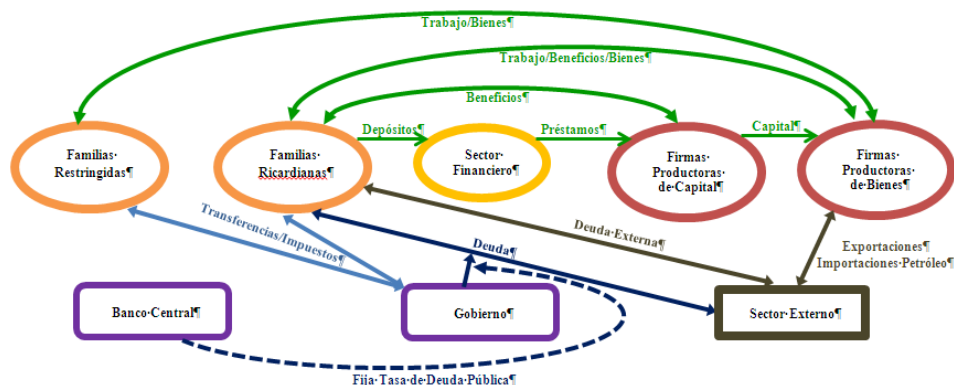 Trabajo/Bienes¶
Trabajo/Beneficios/Bienes¶
Beneficios¶
Depósitos¶
Préstamos¶
Capital¶
Familias·
Restringidas¶
Familias·
Ricardianas¶
Sector·
Financiero¶
Firmas·
Productoras·
de·Capital¶
Firmas·
Productoras·
de·Bienes¶
Transferencias/Impuestos¶
Deuda¶
Deuda·Externa¶
Exportaciones¶
Importaciones·Petróleo¶
Banco·Central¶
Gobierno¶
Sector·Externo¶
Fija·Tasa·de·Deuda·Pública¶